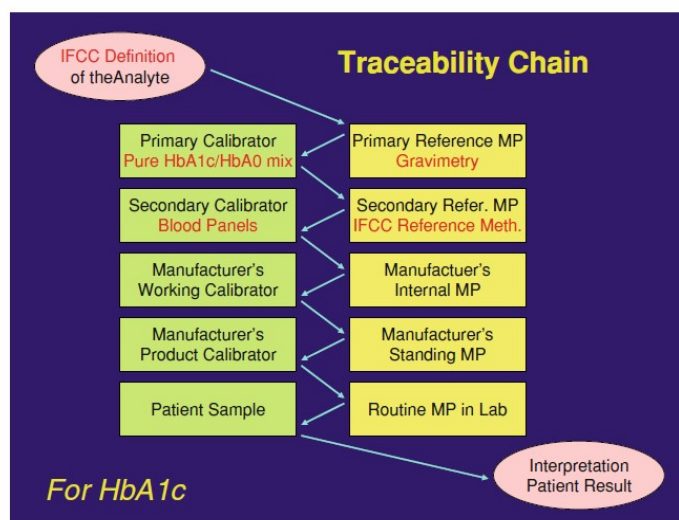 IFCC Definition
of theAnalyte
Traceability Chain
Primary Calibrator
Pure HbA1c/HbA0 mix
Primary Reference MP
Gravimetry
Secondary Calibrator
Blood Panels
Secondary Refer. MP
IFCC Reference Meth.
Manufacturer's
Working Calibrator
Manufactuer's
Internal MP
Manufacturer's
Product Calibrator
Manufacturer's
Standing MP
Patient Sample
Routine MP in Lab
Interpretation
Patient Result
For HbA1c